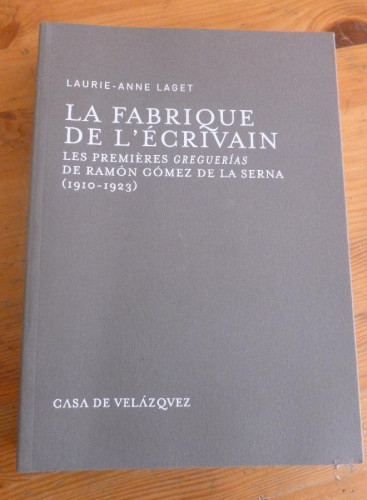 LAURIE-ANNE LAGET
LA FABRIQUE
DE L'ÉCRIVAIN
LES PREMIÈRES GREGUERÍAS
DE RAMÓN GÓMEZ DE LA SERNA
(1910-1923)
CASA DE VELÁZQVEZ